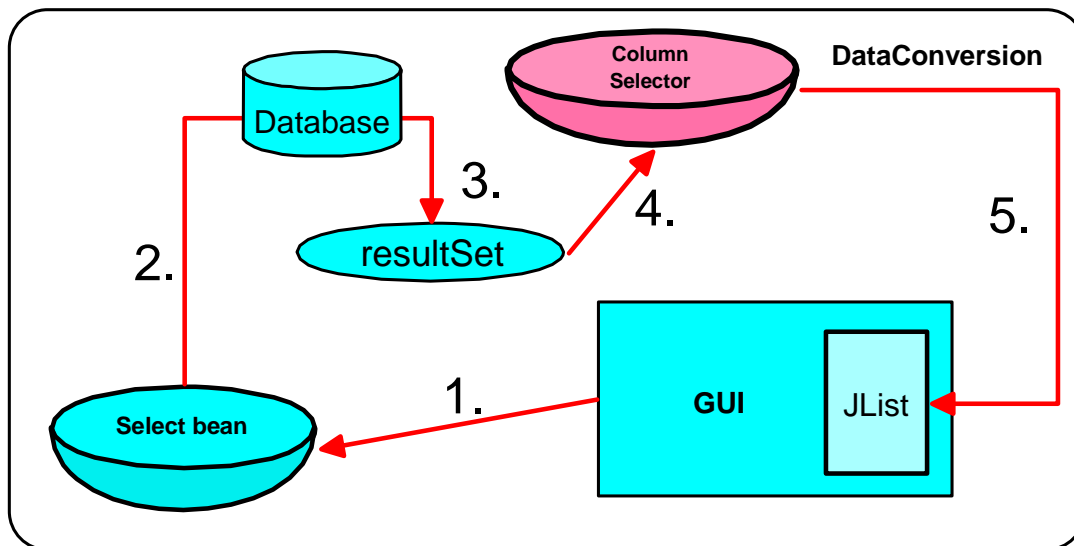 Column
Selector
DataConversion
Database
3.
4.
5.
resultSet
2.
1.
GUI
JList
Select bean